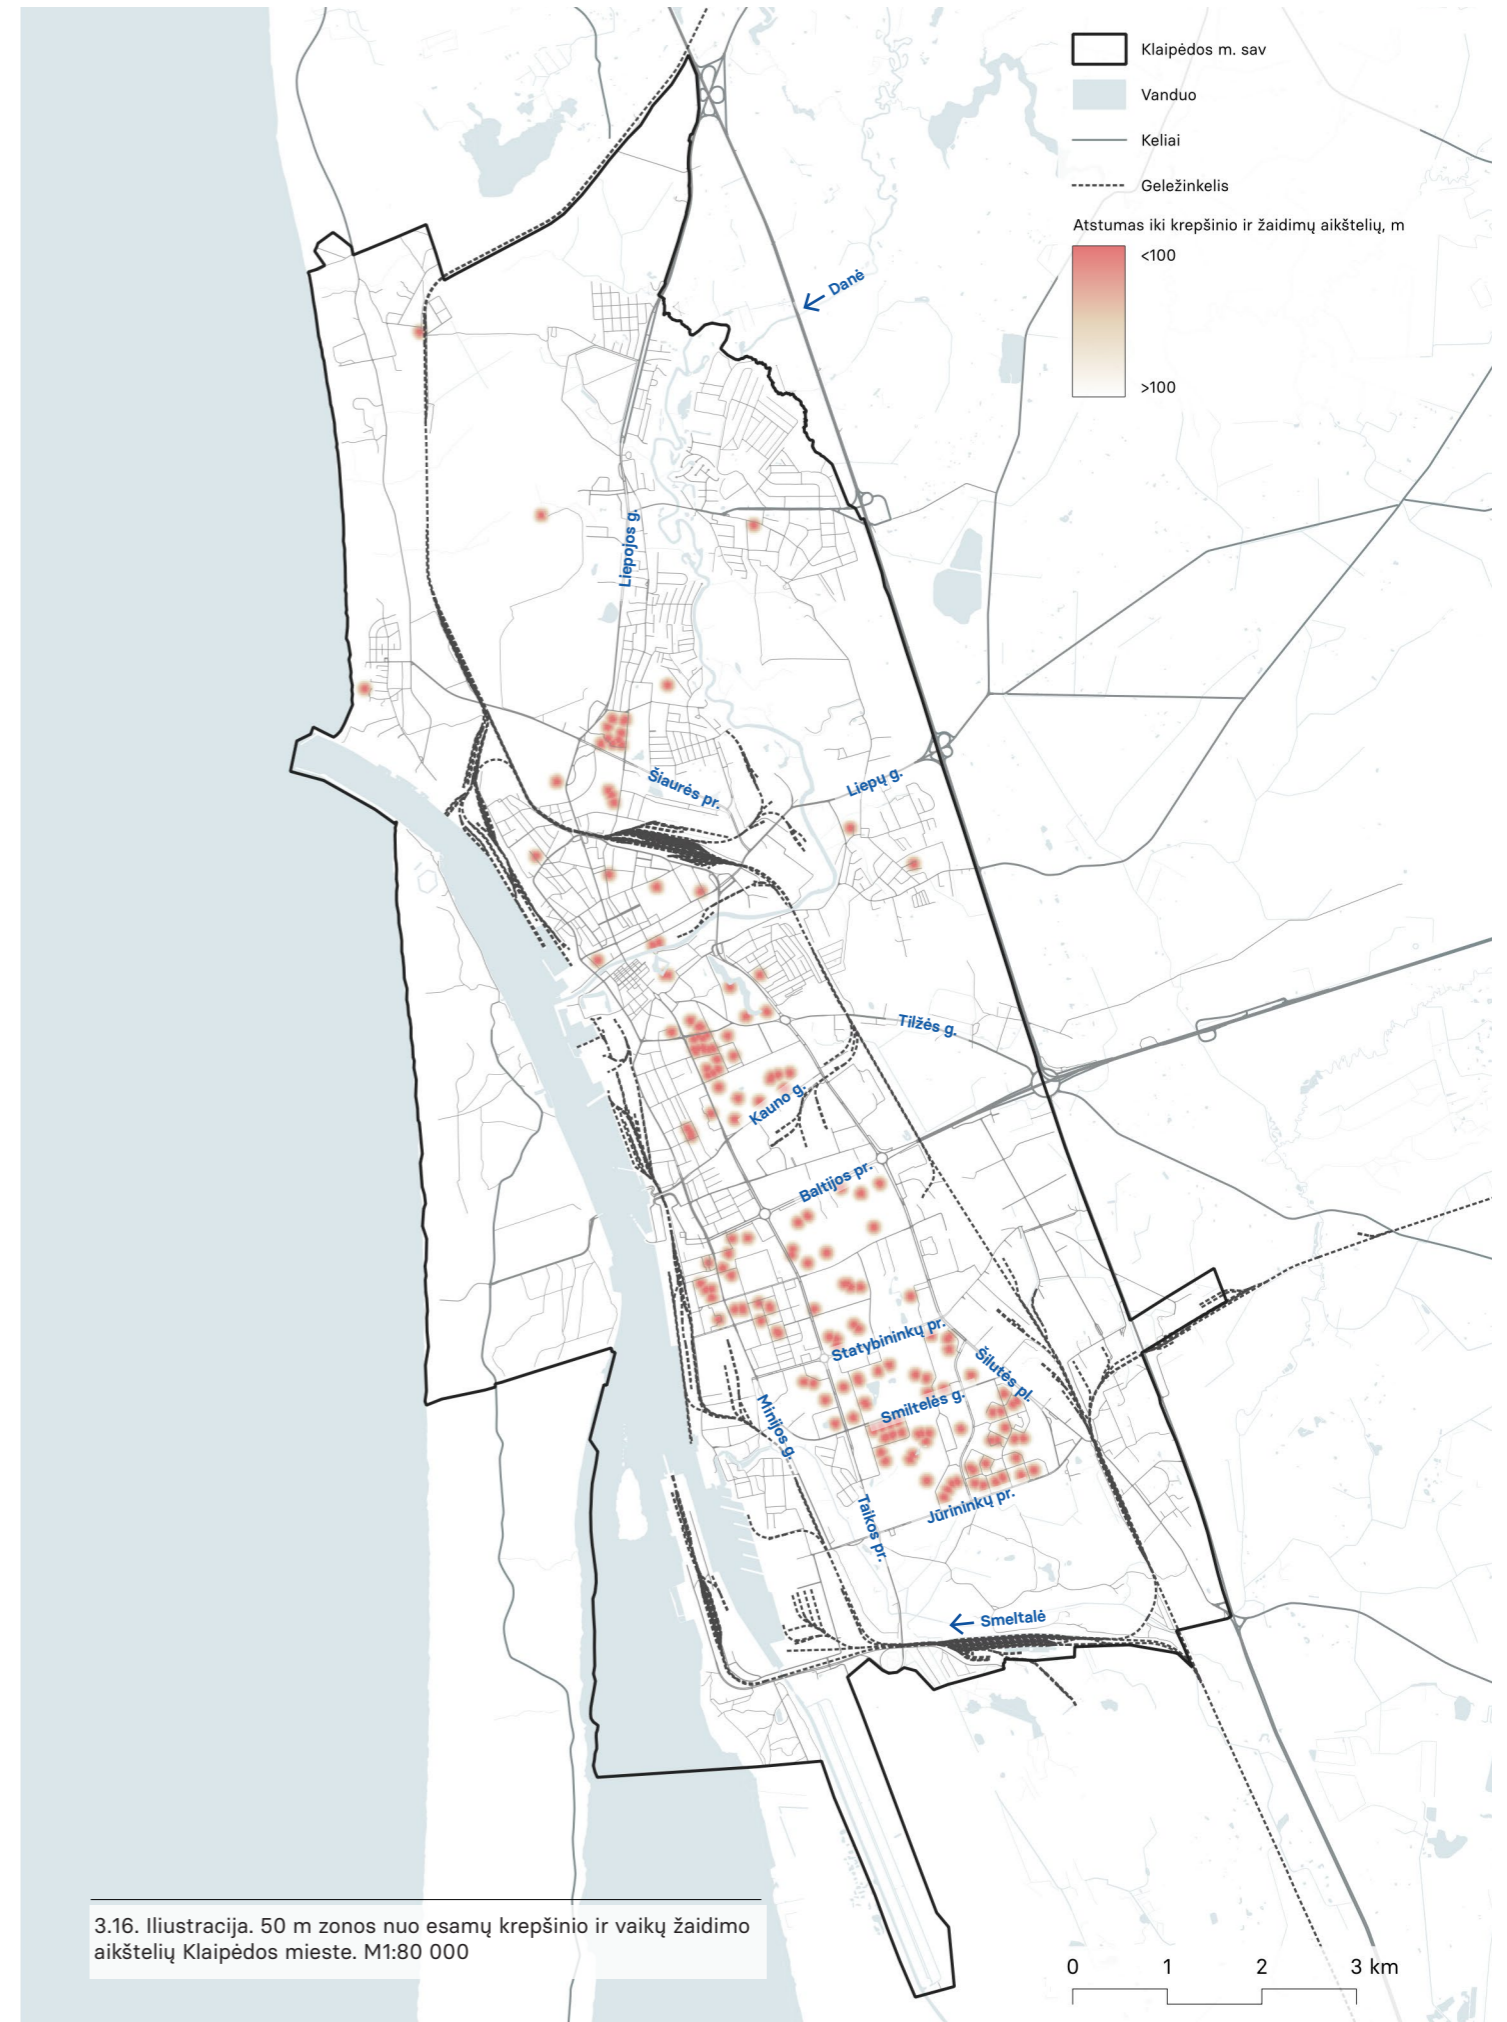 Klaipėdos m. sav
Vanduo
Keliai
Geležinkelis
Atstumas iki krepšinio ir žaidimų aikštelių, m
<100
>100
Danė
Liepojos g.
Šiaurės pr.
Liepų g.
Tilžės g.
Kauno g.
Baltijos pr.
Statybininkų pr.
Šilutės pl.
Smiltelės g.
Minijos g.
Taikos pr.
Jūrininkų pr.
Smeltalė
3.16. Iliustracija. 50 m zonos nuo esamų krepšinio ir vaikų žaidimo
aikštelių Klaipėdos mieste. M1:80 000
0 1 2 3 km